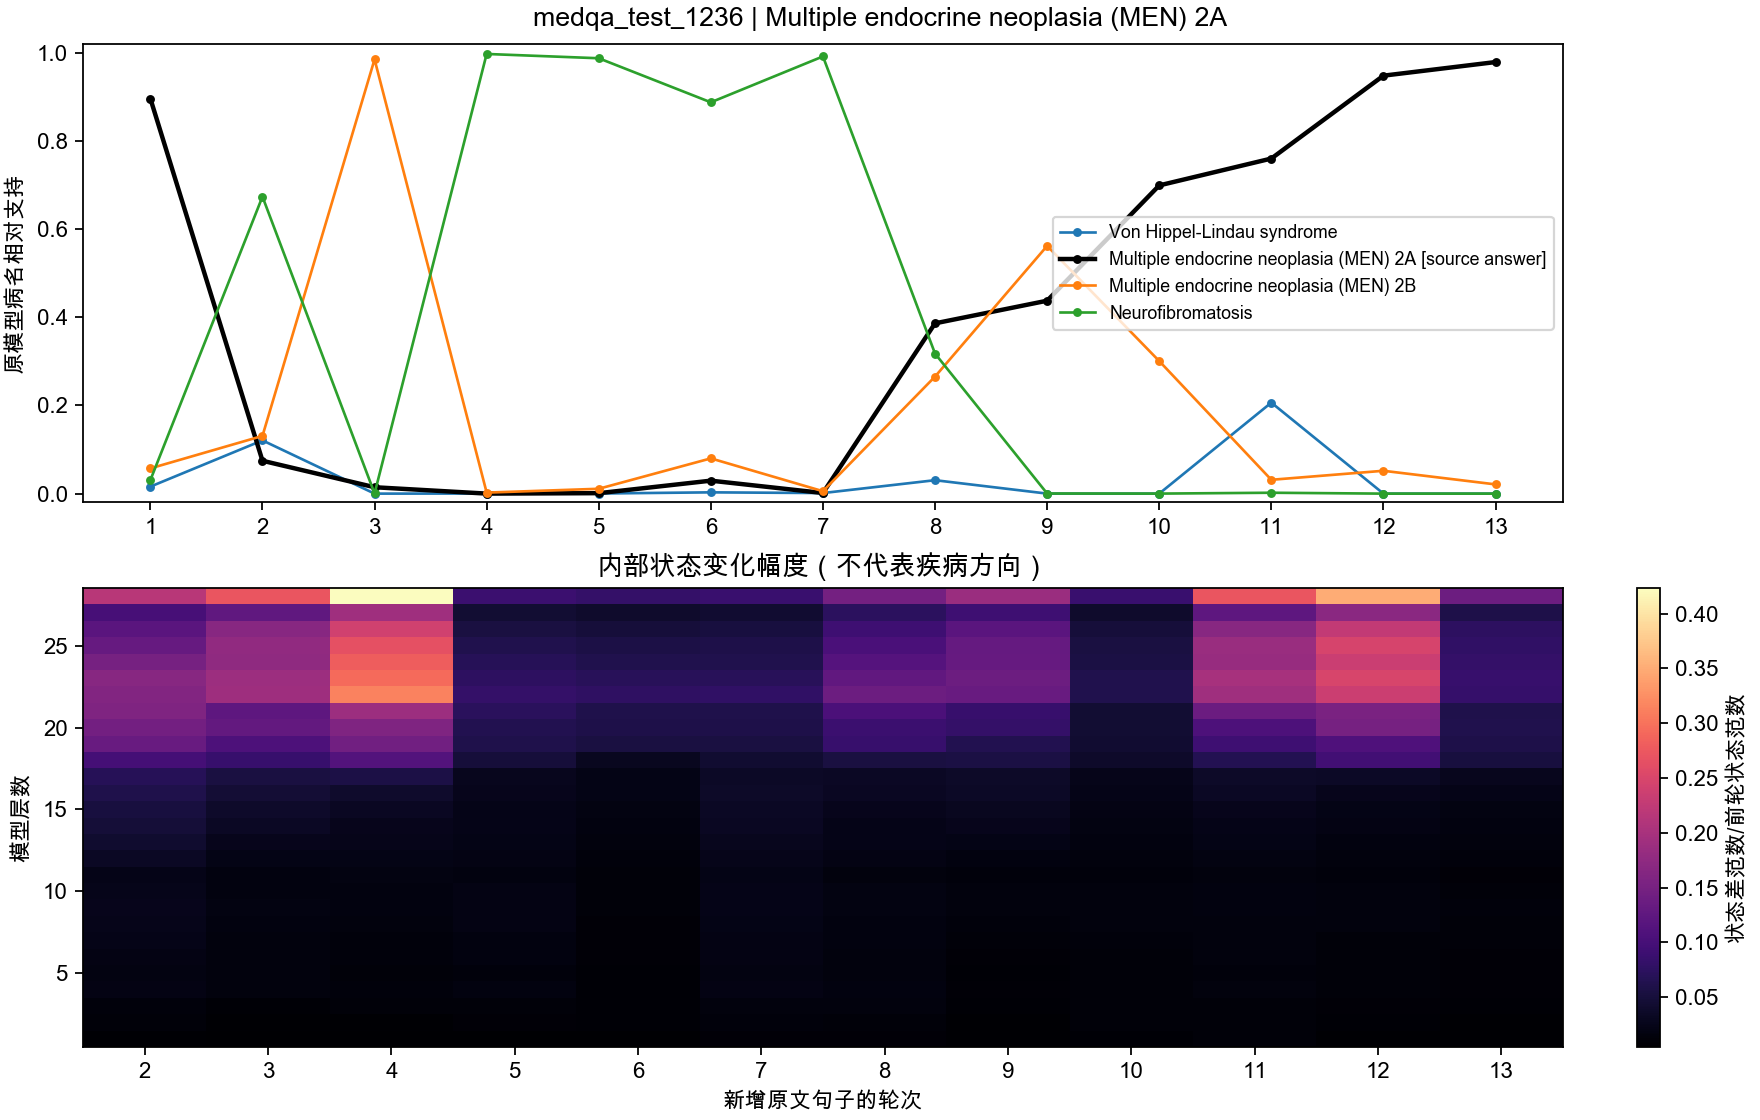 medqa_test_1236 | Multiple endocrine neoplasia (MEN) 2A
原模型病名相对支持
1.0
0.8
0.6
0.4
0.2
0.0
Von Hippel-Lindau syndrome
Multiple endocrine neoplasia (MEN) 2A [source answer]
Multiple endocrine neoplasia (MEN) 2B
Neurofibromatosis
1 2 3 4 5 6 7 8 9 10 11 12 13
内部状态变化幅度（不代表疾病方向）
模型层数
25
20
15
10
5
2 3 4 5 6 7 8 9 10 11 12 13
新增原文句子的轮次
0.40
0.35
0.30
0.25
0.20
0.15
0.10
0.05
状态差范数/前轮状态范数